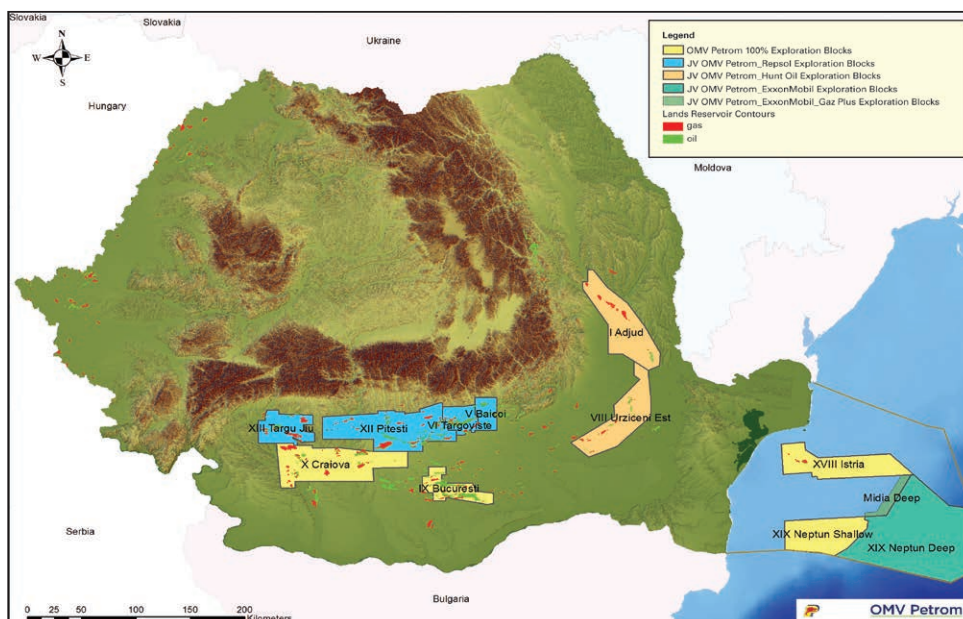 Slovakia
Slovakia
Ukraine
N
W E
S
Hungary
Legend
OMV Petrom 100% Exploration Blocks
JV OMV Petrom_Repsol Exploration Blocks
JV OMV Petrom_Hunt Oil Exploration Blocks
JV OMV Petrom_ExxonMobil Exploration Blocks
JV OMV Petrom_ExxonMobil_Gaz Plus Exploration Blocks
Lands Reservoir Contours
gas
oil
Moldova
I Adjud
V Baicoi
VIII Urziceni Est
XIII Targu Jiu
XII Pitesti
VI Targoviste
X Craiova
XVIII Istria
IX Bucuresti
Midia Deep
XIX Neptun Shallow
XIX Neptun Deep
Serbia
Bulgaria
0 25 50 100 150 200
Kilometers
OMV Petrom